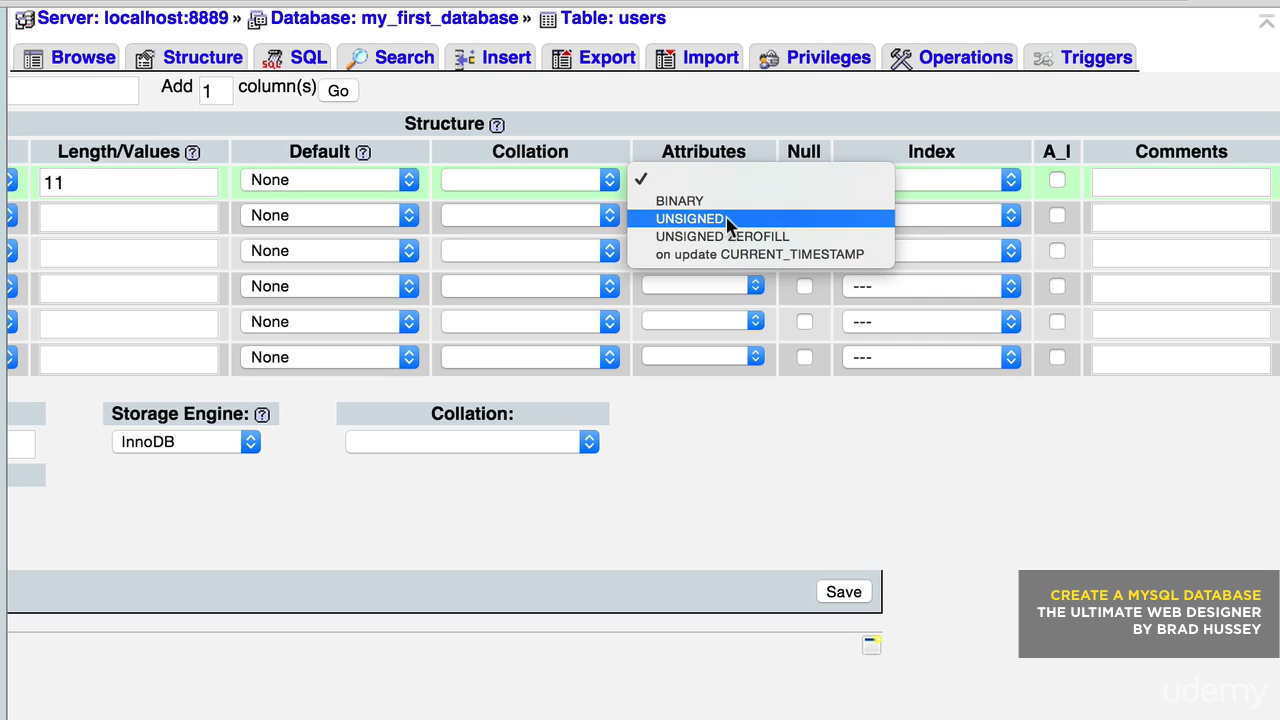 Server: localhost:8889 » Database: my_first_database » Table: users
Browse Structure SQL Search Insert Export Import Privileges Operations Triggers
Add 1 column(s) Go
Structure
Length/Values Default Collation Attributes Null Index A_I Comments
11 None ✓
BINARY
None UNSIGNED
UNSIGNED ZEROFILL
None on update CURRENT_TIMESTAMP
None ---
None ---
None ---
Storage Engine: Collation:
InnoDB
Save
CREATE A MYSQL DATABASE
THE ULTIMATE WEB DESIGNER
BY BRAD HUSSEY
udemy